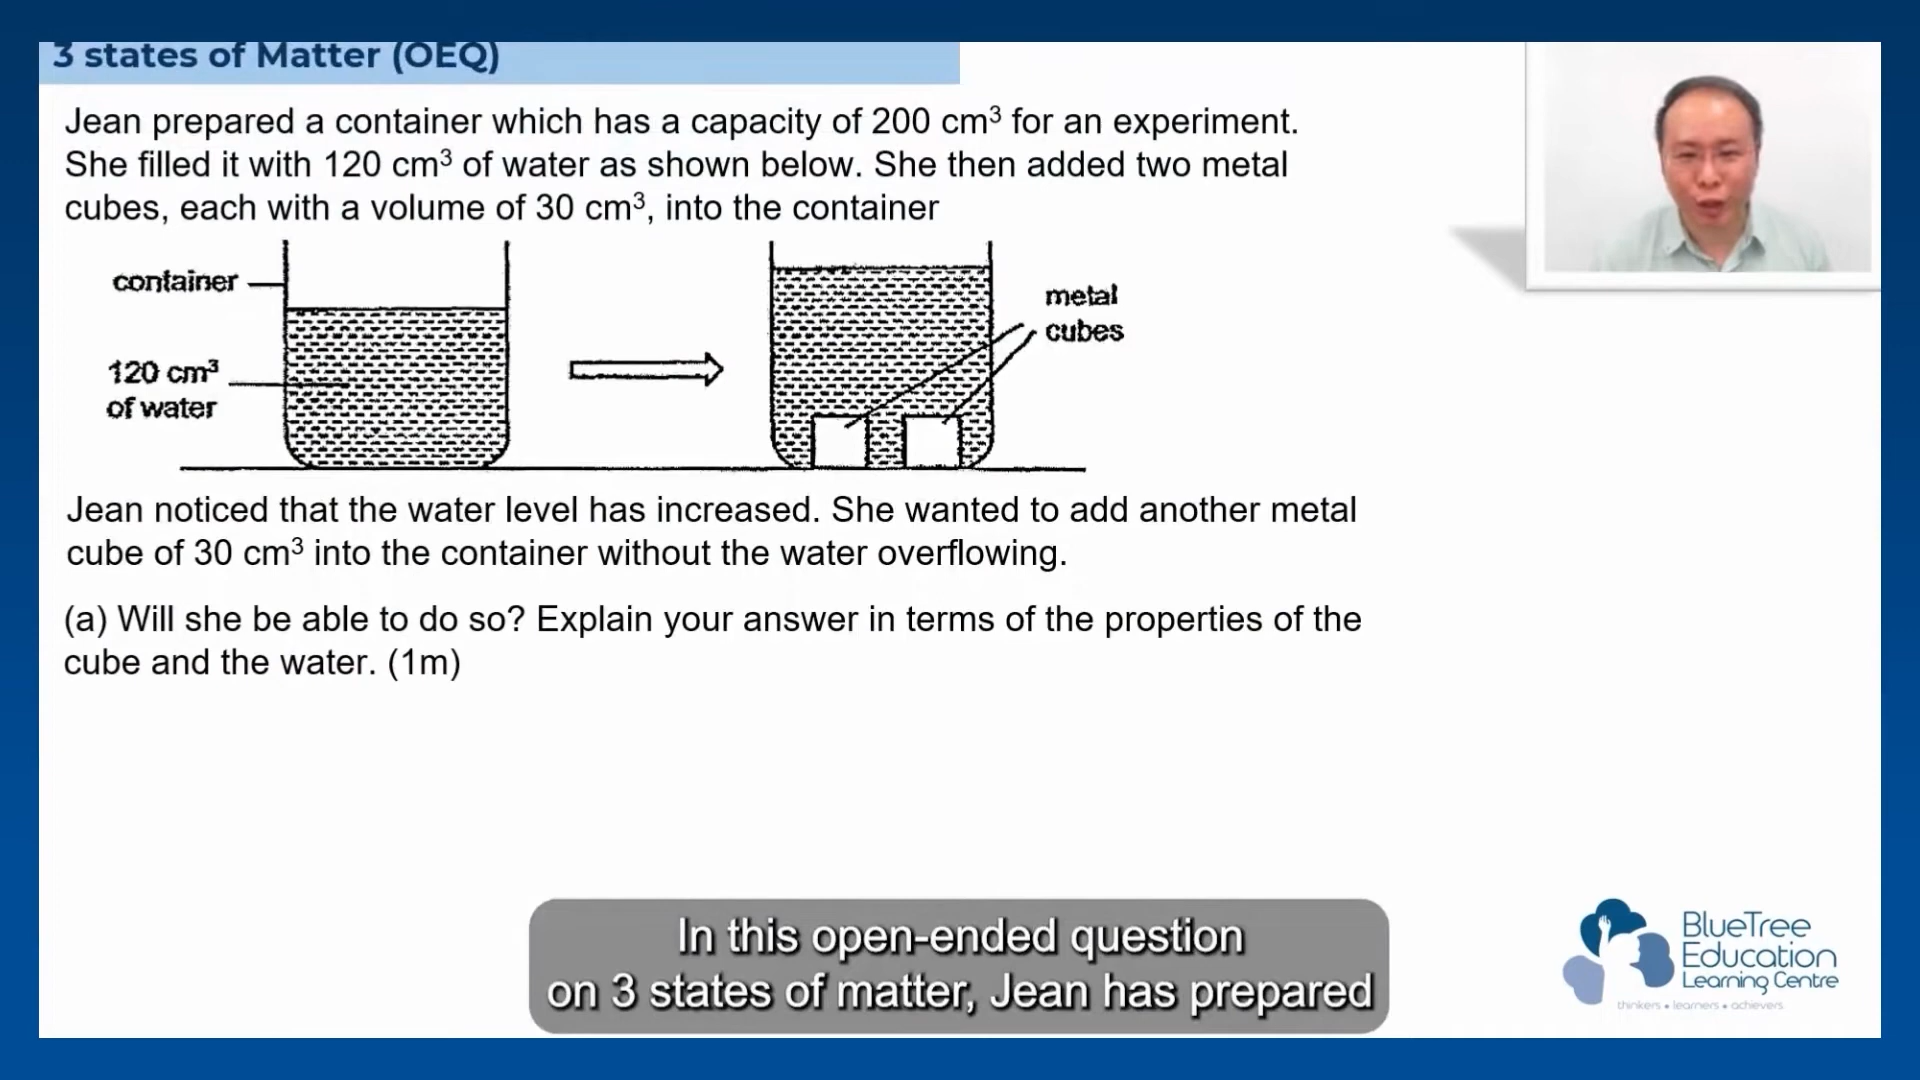 3 states of Matter (OEQ)
Jean prepared a container which has a capacity of 200 cm³ for an experiment.
She filled it with 120 cm³ of water as shown below. She then added two metal
cubes, each with a volume of 30 cm³, into the container
container
120 cm³
of water
metal
cubes
Jean noticed that the water level has increased. She wanted to add another metal
cube of 30 cm³ into the container without the water overflowing.
(a) Will she be able to do so? Explain your answer in terms of the properties of the
cube and the water. (1m)
In this open-ended question
on 3 states of matter, Jean has prepared
BlueTree
Education
Learning Centre
thinkers • learners • achievers